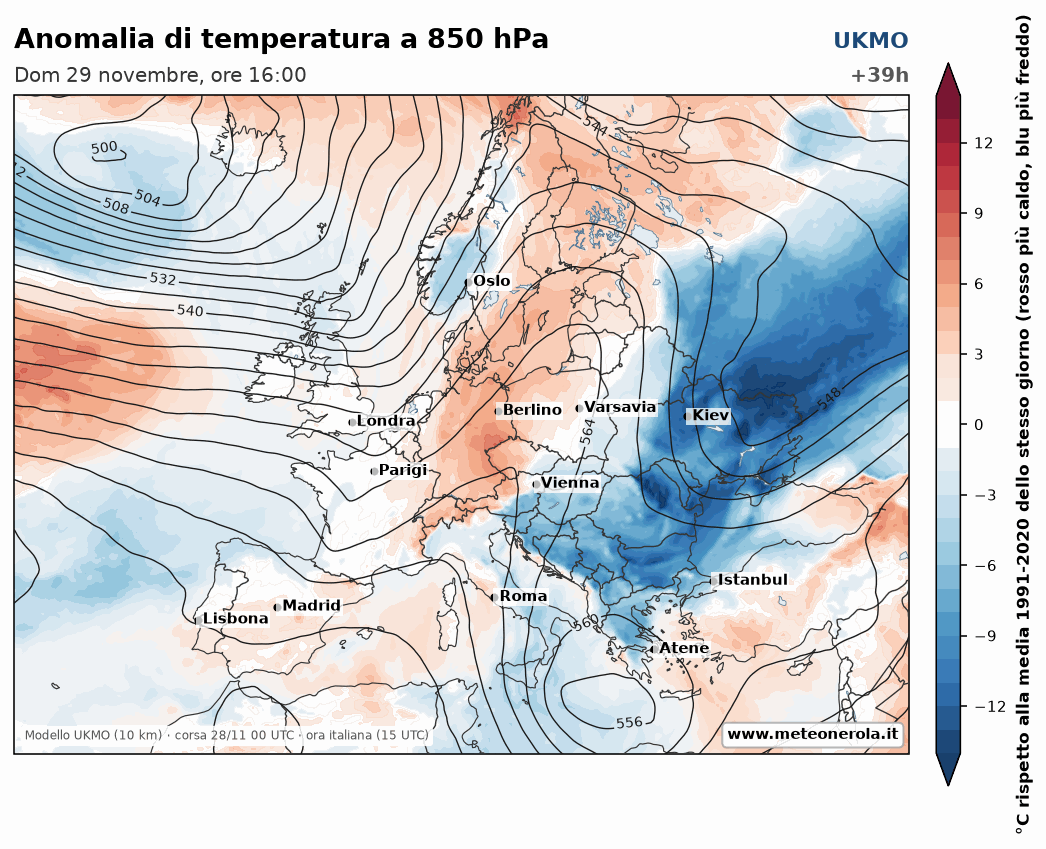 Anomalia di temperatura a 850 hPa
UKMO
Dom 29 novembre, ore 16:00
+39h
500
504
508
532
540
544
548
564
560
556
Oslo
Berlino
Varsavia
Kiev
Londra
Parigi
Vienna
Istanbul
Roma
Madrid
Lisbona
Atene
Modello UKMO (10 km) · corsa 28/11 00 UTC · ora italiana (15 UTC)
www.meteonerola.it
12
9
6
3
0
−3
−6
−9
−12
°C rispetto alla media 1991-2020 dello stesso giorno (rosso più caldo, blu più freddo)